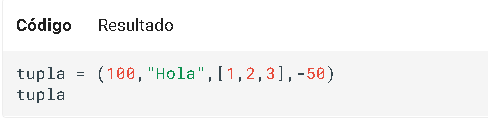 Código Resultado
tupla = (100,"Hola",[1,2,3],-50)
tupla